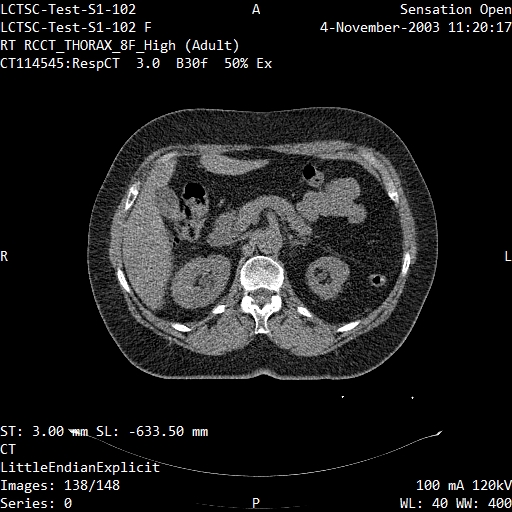 LCTSC-Test-S1-102 A Sensation Open
LCTSC-Test-S1-102 F 4-November-2003 11:20:17
RT RCCT_THORAX_8F_High (Adult)
CT114545:RespCT 3.0 B30f 50% Ex
R L
ST: 3.00 mm SL: -633.50 mm
CT
LittleEndianExplicit
Images: 138/148 100 mA 120kV
Series: 0 P WL: 40 WW: 400